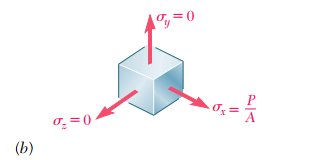 σy = 0
σz = 0
σx = P/A
(b)